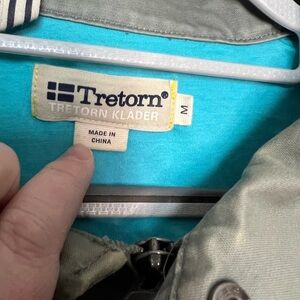 Tretorn®
TRETORN KLÄDER
M
MADE IN
CHINA